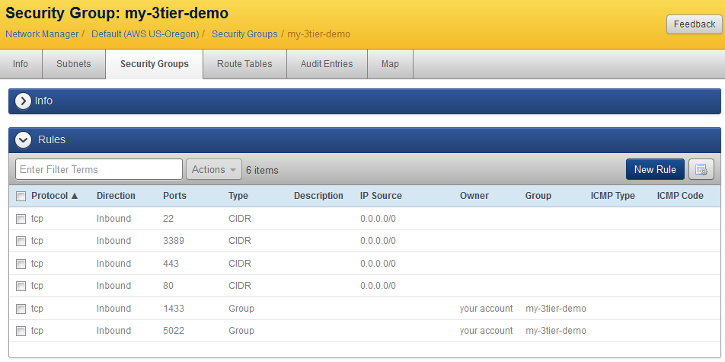 Security Group: my-3tier-demo
Feedback
Network Manager / Default (AWS US-Oregon) / Security Groups / my-3tier-demo
Info Subnets Security Groups Route Tables Audit Entries Map
Info
Rules
Enter Filter Terms Actions 6 items New Rule
Protocol Direction Ports Type Description IP Source Owner Group ICMP Type ICMP Code
tcp Inbound 22 CIDR 0.0.0.0/0
tcp Inbound 3389 CIDR 0.0.0.0/0
tcp Inbound 443 CIDR 0.0.0.0/0
tcp Inbound 80 CIDR 0.0.0.0/0
tcp Inbound 1433 Group your account my-3tier-demo
tcp Inbound 5022 Group your account my-3tier-demo